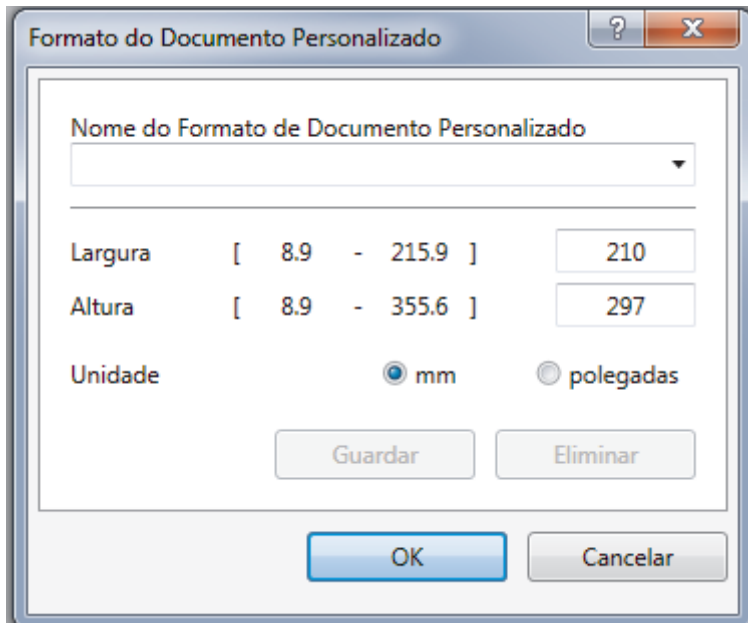 Formato do Documento Personalizado ?
Nome do Formato de Documento Personalizado
Largura [ 8.9 - 215.9 ] 210
Altura [ 8.9 - 355.6 ] 297
Unidade mm polegadas
Guardar Eliminar
OK Cancelar